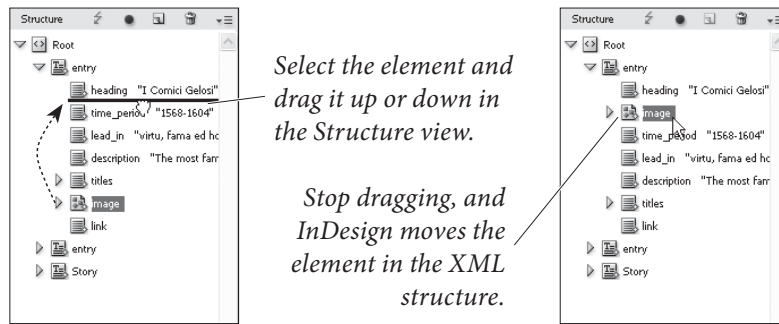 Structure
Root
entry
heading "I Comici Gelosi"
time_period "1568-1604"
lead_in "virtu, fama ed ho
description "The most fam
titles
image
link
entry
Story
Select the element and
drag it up or down in
the Structure view.
Stop dragging, and
InDesign moves the
element in the XML
structure.
Structure
Root
entry
heading "I Comici Gelosi"
image
time_period "1568-1604"
lead_in "virtu, fama ed ho
description "The most fam
titles
link
entry
Story